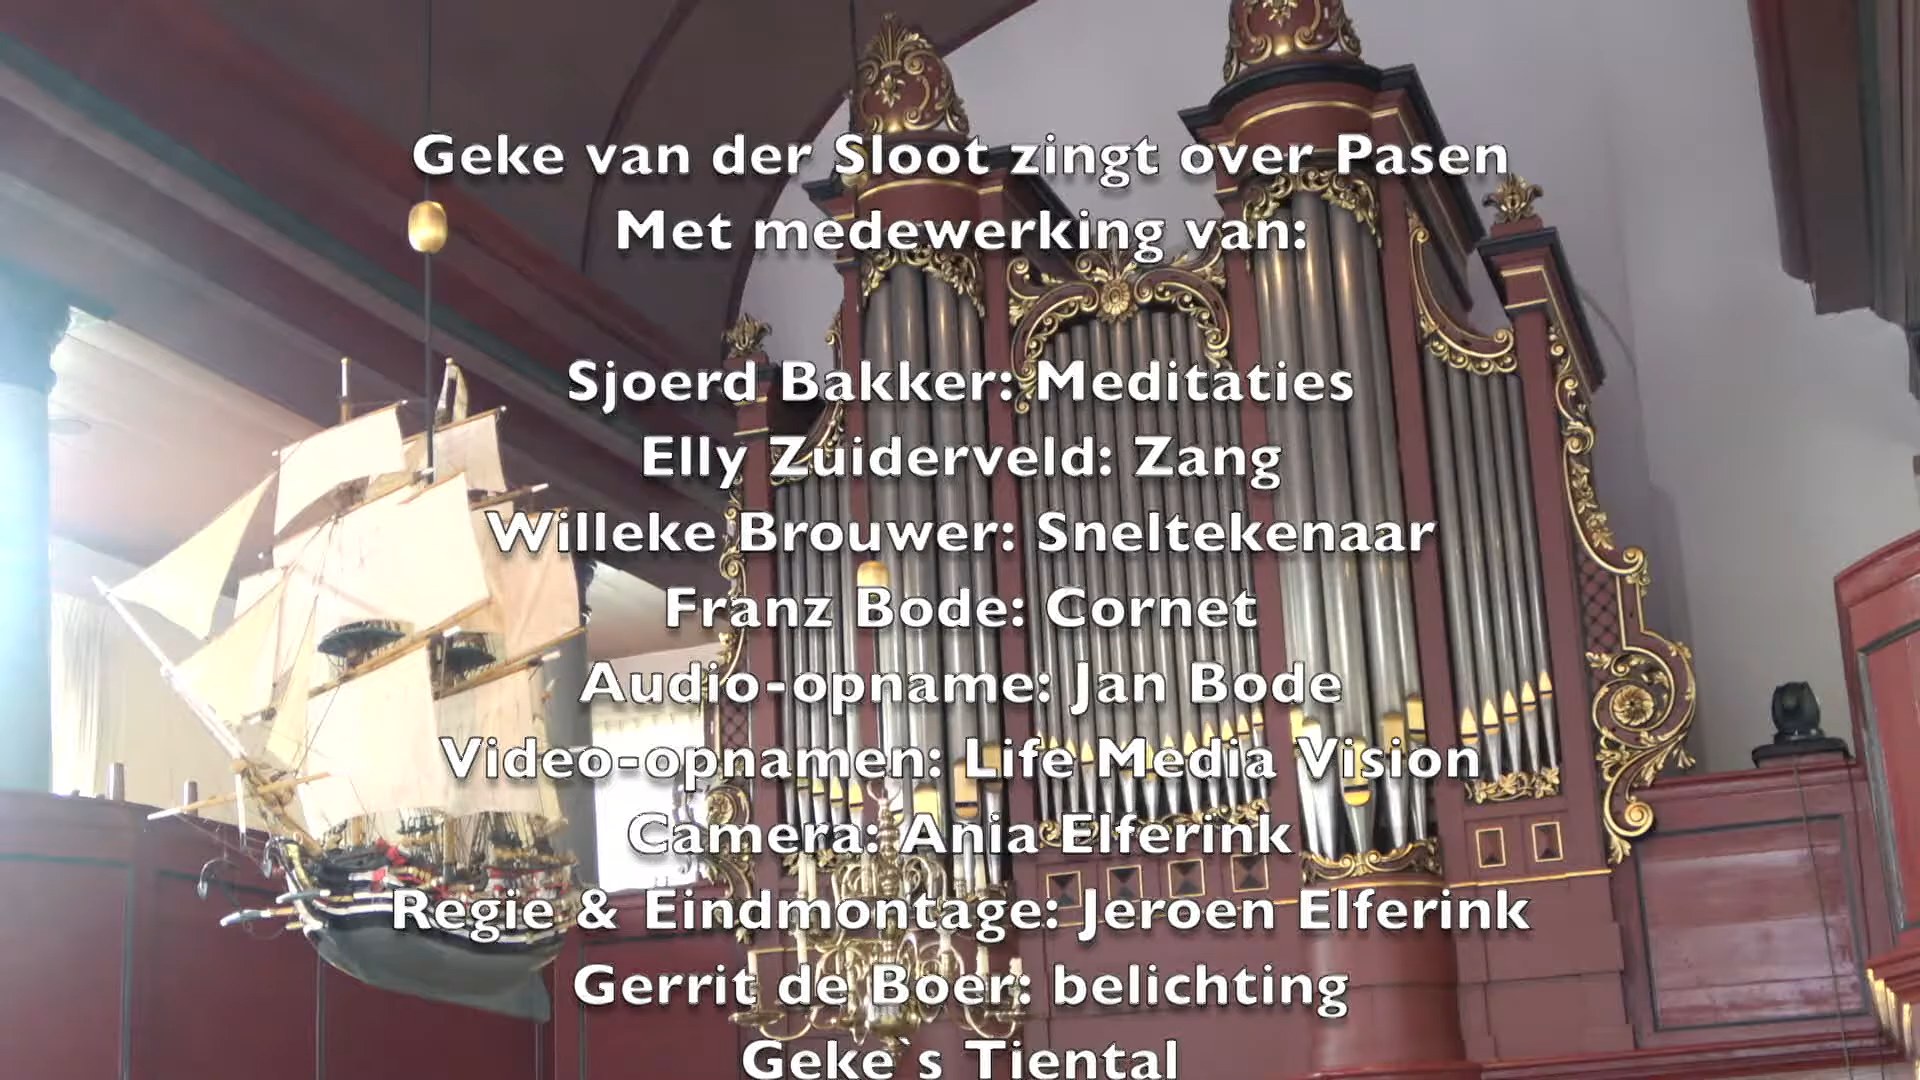 Geke van der Sloot zingt over Pasen
Met medewerking van:
Sjoerd Bakker: Meditaties
Elly Zuiderveld: Zang
Willeke Brouwer: Sneltekenaar
Franz Bode: Cornet
Audio-opname: Jan Bode
Video-opnamen: Life Media Vision
Camera: Ania Elferink
Regie & Eindmontage: Jeroen Elferink
Gerrit de Boer: belichting
Geke`s Tiental